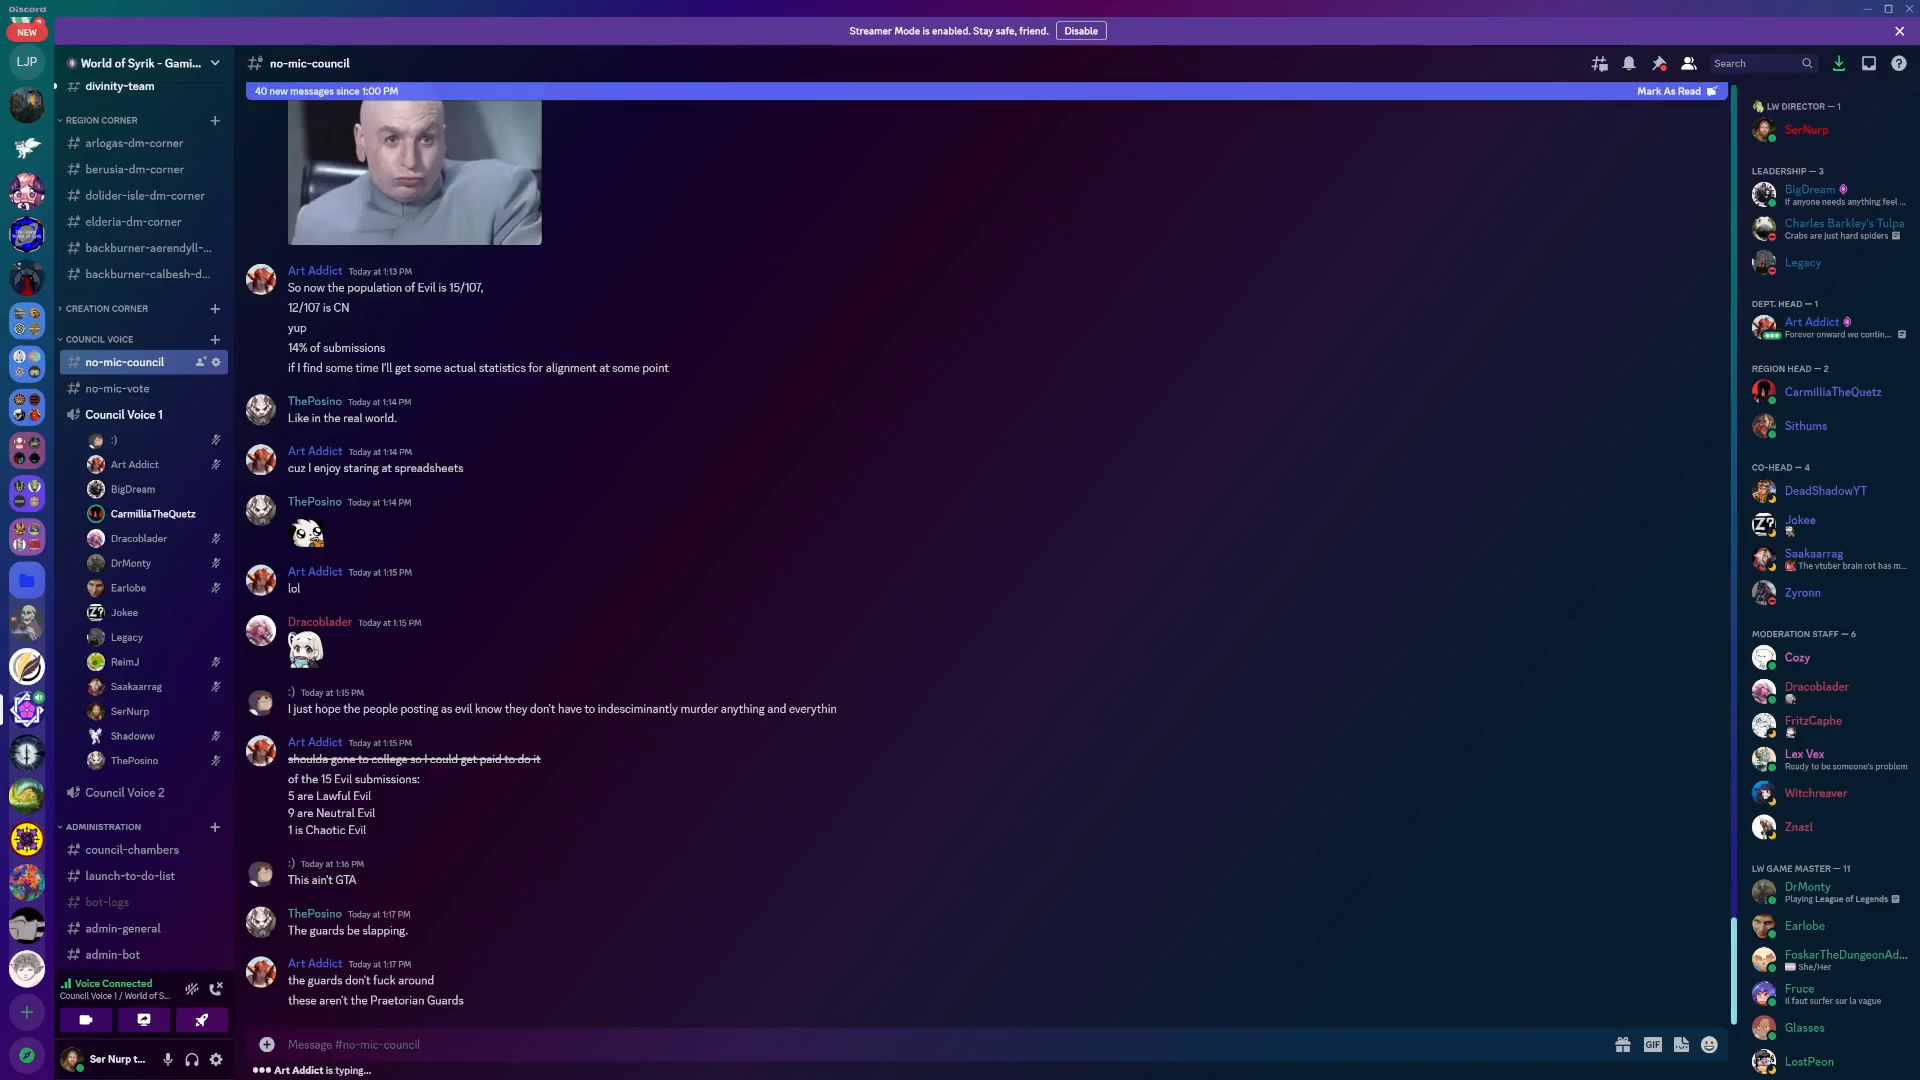 Discord
NEW
LJP
Streamer Mode is enabled. Stay safe, friend.
Disable
World of Syrik - Gami...
divinity-team
REGION CORNER
arlogas-dm-corner
berusia-dm-corner
dolider-isle-dm-corner
elderia-dm-corner
backburner-aerendyll-...
backburner-calbesh-d...
CREATION CORNER
COUNCIL VOICE
no-mic-council
no-mic-vote
Council Voice 1
:)
Art Addict
BigDream
CarmilliaTheQuetz
Dracoblader
DrMonty
Earlobe
Jokee
Legacy
ReimJ
Saakaarrag
SerNurp
Shadoww
ThePosino
Council Voice 2
ADMINISTRATION
council-chambers
launch-to-do-list
bot-logs
admin-general
admin-bot
Voice Connected
Council Voice 1 / World of S...
Ser Nurp t...
no-mic-council
Search
40 new messages since 1:00 PM
Mark As Read
Art Addict Today at 1:13 PM
So now the population of Evil is 15/107,
12/107 is CN
yup
14% of submissions
if I find some time I'll get some actual statistics for alignment at some point
ThePosino Today at 1:14 PM
Like in the real world.
Art Addict Today at 1:14 PM
cuz I enjoy staring at spreadsheets
ThePosino Today at 1:14 PM
Art Addict Today at 1:15 PM
lol
Dracoblader Today at 1:15 PM
:) Today at 1:15 PM
I just hope the people posting as evil know they don't have to indesciminantly murder anything and everythin
Art Addict Today at 1:15 PM
shoulda gone to college so I could get paid to do it
of the 15 Evil submissions:
5 are Lawful Evil
9 are Neutral Evil
1 is Chaotic Evil
:) Today at 1:16 PM
This ain't GTA
ThePosino Today at 1:17 PM
The guards be slapping.
Art Addict Today at 1:17 PM
the guards don't fuck around
these aren't the Praetorian Guards
Message #no-mic-council
GIF
Art Addict is typing...
LW DIRECTOR — 1
SerNurp
LEADERSHIP — 3
BigDream
If anyone needs anything feel ...
Charles Barkley's Tulpa
Crabs are just hard spiders
Legacy
DEPT. HEAD — 1
Art Addict
Forever onward we contin...
REGION HEAD — 2
CarmilliaTheQuetz
Sithums
CO-HEAD — 4
DeadShadowYT
Jokee
Saakaarrag
The vtuber brain rot has m...
Zyronn
MODERATION STAFF — 6
Cozy
Dracoblader
FritzCaphe
Lex Vex
Ready to be someone's problem
Witchreaver
Znazl
LW GAME MASTER — 11
DrMonty
Playing League of Legends
Earlobe
FoskarTheDungeonAd...
She/Her
Fruce
Il faut surfer sur la vague
Glasses
LostPeon